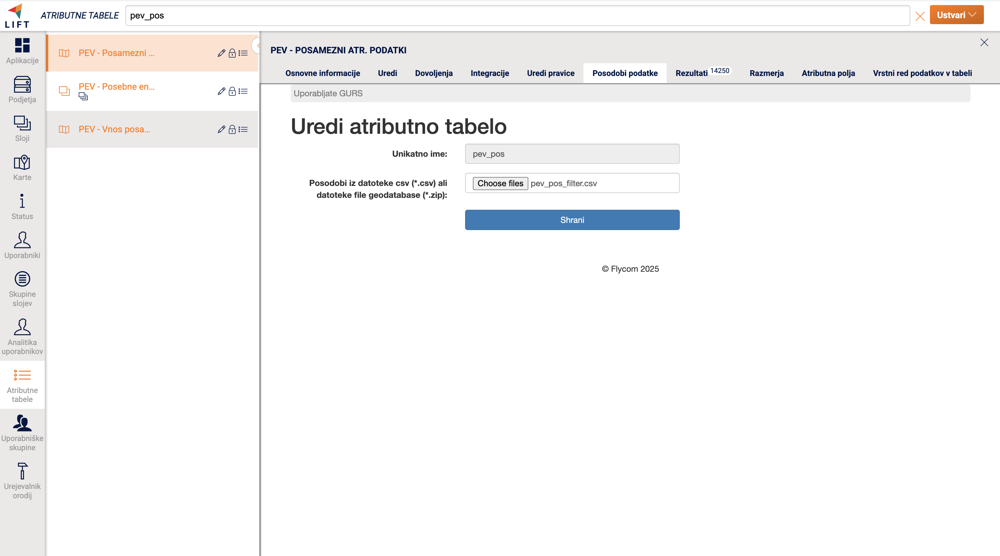 LIFT
ATRIBUTNE TABELE
pev_pos
Ustvari
Aplikacije
Podjetja
Sloji
Karte
Status
Uporabniki
Skupine
slojev
Analitika
uporabnikov
Atributne
tabele
Uporabniške
skupine
Urejevalnik
orodij
PEV - Posamezni ...
PEV - Posebne en...
PEV - Vnos posa...
PEV - POSAMEZNI ATR. PODATKI
Osnovne informacije Uredi Dovoljenja Integracije Uredi pravice Posodobi podatke Rezultati 14250 Razmerja Atributna polja Vrstni red podatkov v tabeli
Uporabljate GURS
Uredi atributno tabelo
Unikatno ime: pev_pos
Posodobi iz datoteke csv (*.csv) ali
datoteke file geodatabase (*.zip):
Choose files pev_pos_filter.csv
Shrani
© Flycom 2025